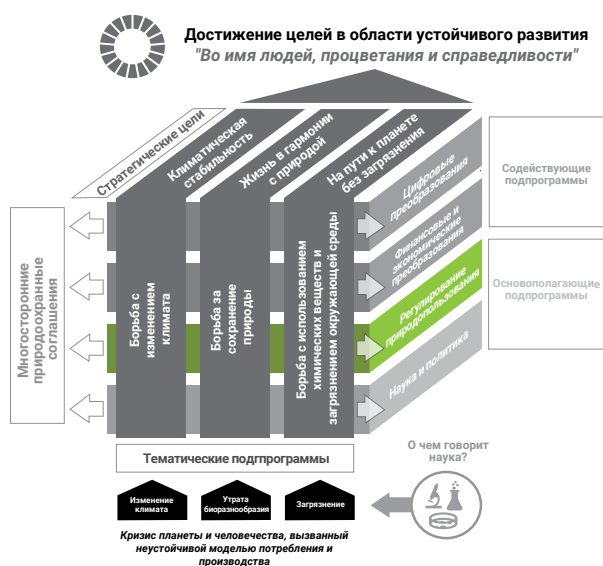 Достижение целей в области устойчивого развития
"Во имя людей, процветания и справедливости"
Стратегические цели
Климатическая
стабильность
Жизнь в гармонии
с природой
На пути к планете
без загрязнения
Цифровые
преобразования
Финансовые и
экономические
преобразования
Регулирование
природопользования
Наука и политика
Содействующие
подпрограммы
Основополагающие
подпрограммы
Многосторонние
природоохранные
соглашения
Борьба с
изменением
климата
Борьба за
сохранение
природы
Борьба с использованием
химических веществ и
загрязнением окружающей среды
Тематические подгпрограммы
О чем говорит
наука?
Изменение
климата
Утрата
биоразнообразия
Загрязнение
Кризис планеты и человечества, вызванный
неустойчивой моделью потребления и
производства